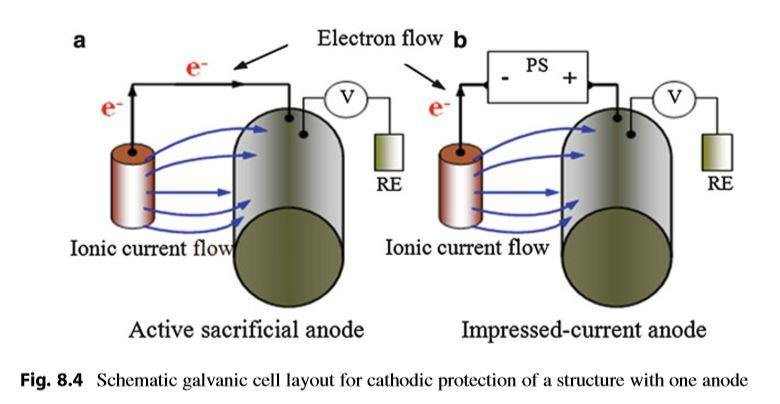 a
Electron flow
b
e-
e-
V
RE
Ionic current flow
Active sacrificial anode
PS
- +
e-
V
RE
Ionic current flow
Impressed-current anode
Fig. 8.4 Schematic galvanic cell layout for cathodic protection of a structure with one anode